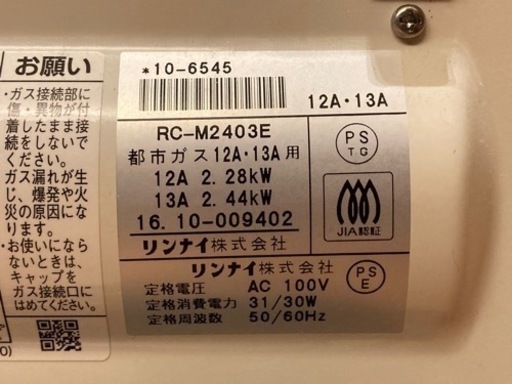 お願い
・ガス接続部に
傷・異物が付
着したまま接
続をしないで
ください。
ガス漏れが生
じ、爆発や火
災の原因にな
ります。
・お使いになら
ないときは、
キャップを
ガス接続口に
はめてください
*10-6545
12A・13A
RC-M2403E
都市ガス 12A・13A用
12A 2.28kW
13A 2.44kW
16.10-009402
リンナイ株式会社
PS
TG
JIA認証
リンナイ株式会社
定格電圧 AC 100V
定格消費電力 31/30W
定格周波数 50/60Hz
PS
E